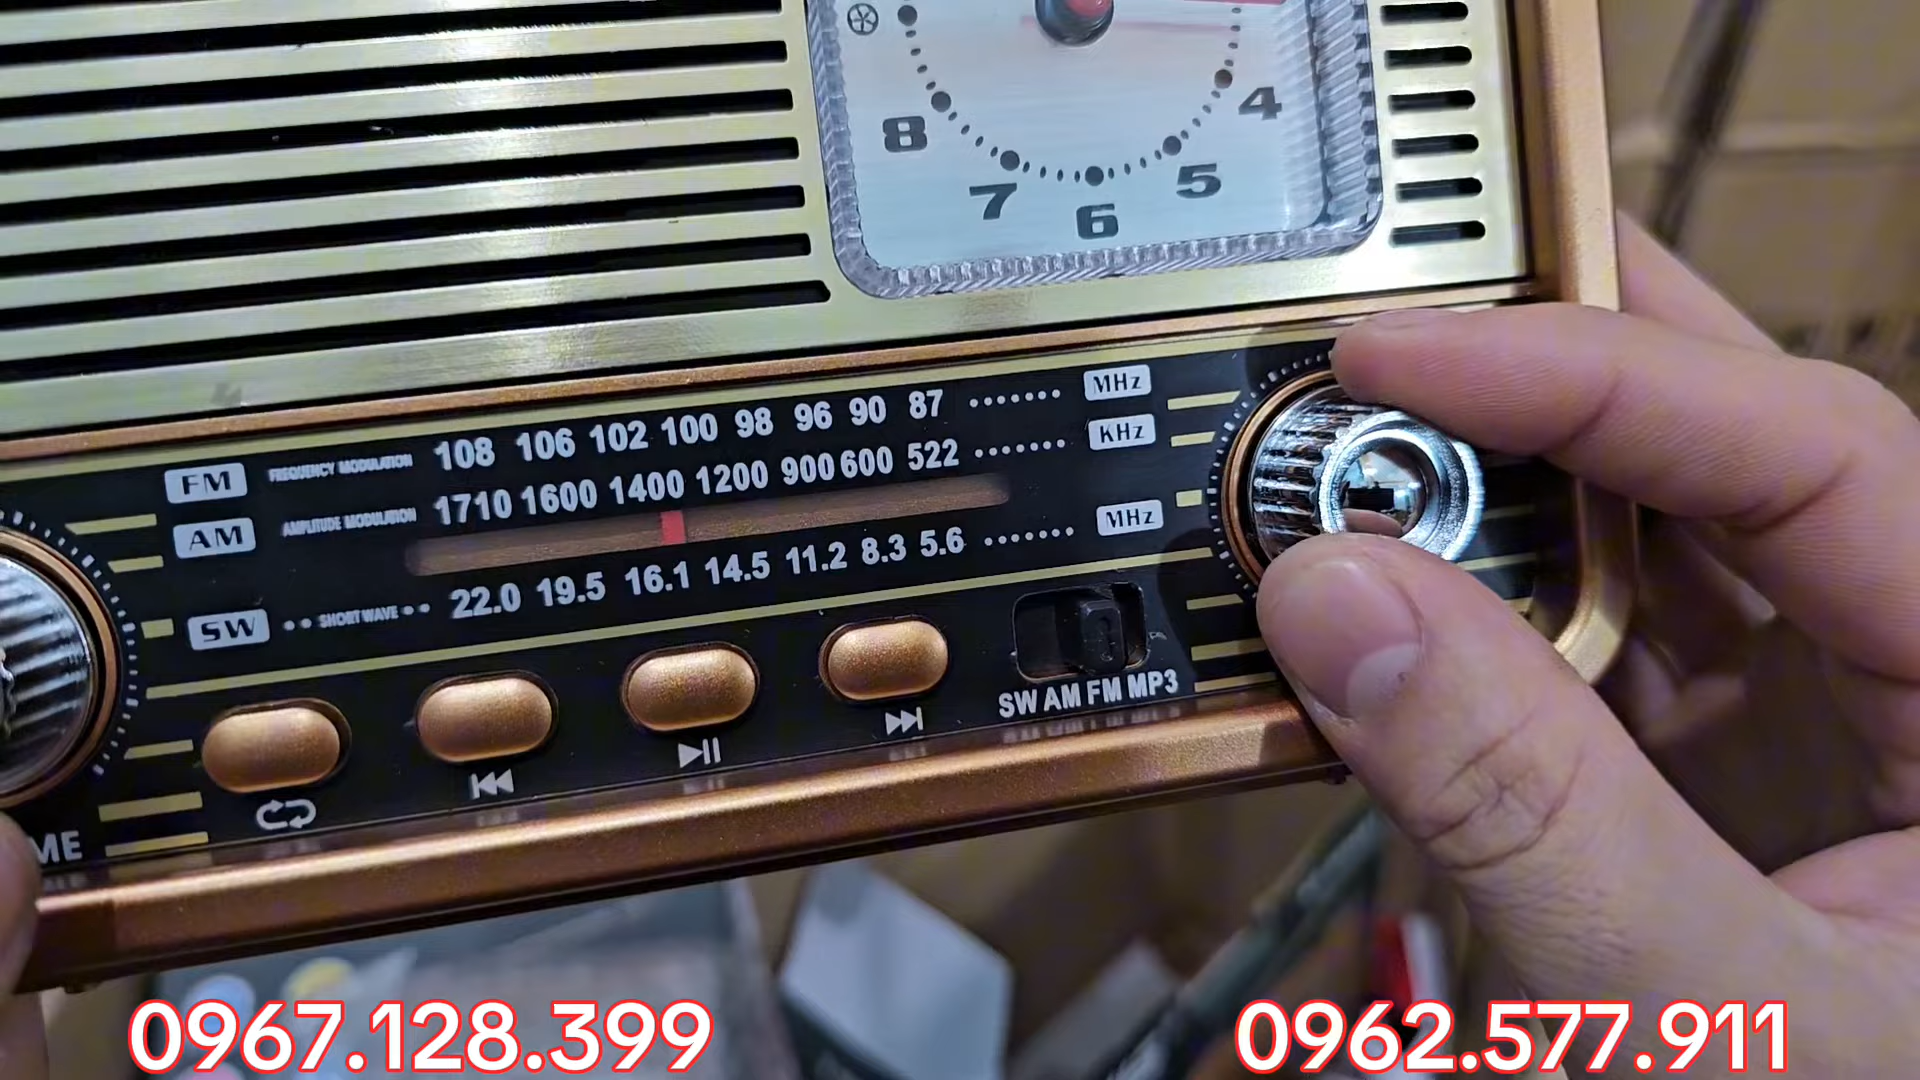 8 4
7 5
6
FM FREQUENCY MODULATION 108 106 102 100 98 96 90 87 ······· MHz
AM AMPLITUDE MODULATION 1710 1600 1400 1200 900 600 522 ······· KHz
SW •• SHORT WAVE •• 22.0 19.5 16.1 14.5 11.2 8.3 5.6 ······· MHz
SW AM FM MP3
ME
0967.128.399 0962.577.911